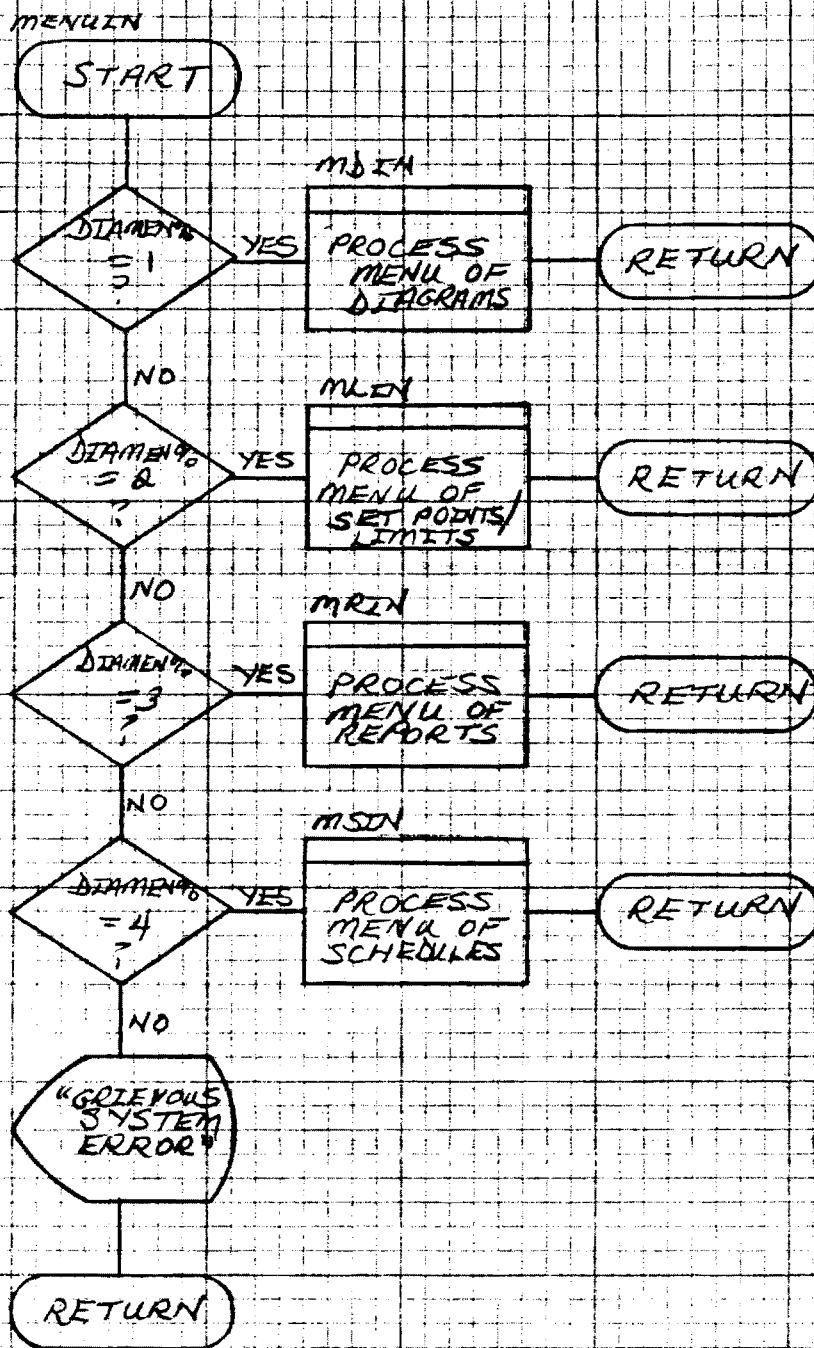 MENUIN
START
MDIN
DIAMEN%
= 1
?
YES
PROCESS
MENU OF
DIAGRAMS
RETURN
NO
MLIN
DIAMEN%
= 2
?
YES
PROCESS
MENU OF
SET POINTS/
LIMITS
RETURN
NO
MRIN
DIAMEN%
= 3
?
YES
PROCESS
MENU OF
REPORTS
RETURN
NO
MSIN
DIAMEN%
= 4
?
YES
PROCESS
MENU OF
SCHEDULES
RETURN
NO
"GRIEVOUS
SYSTEM
ERROR"
RETURN